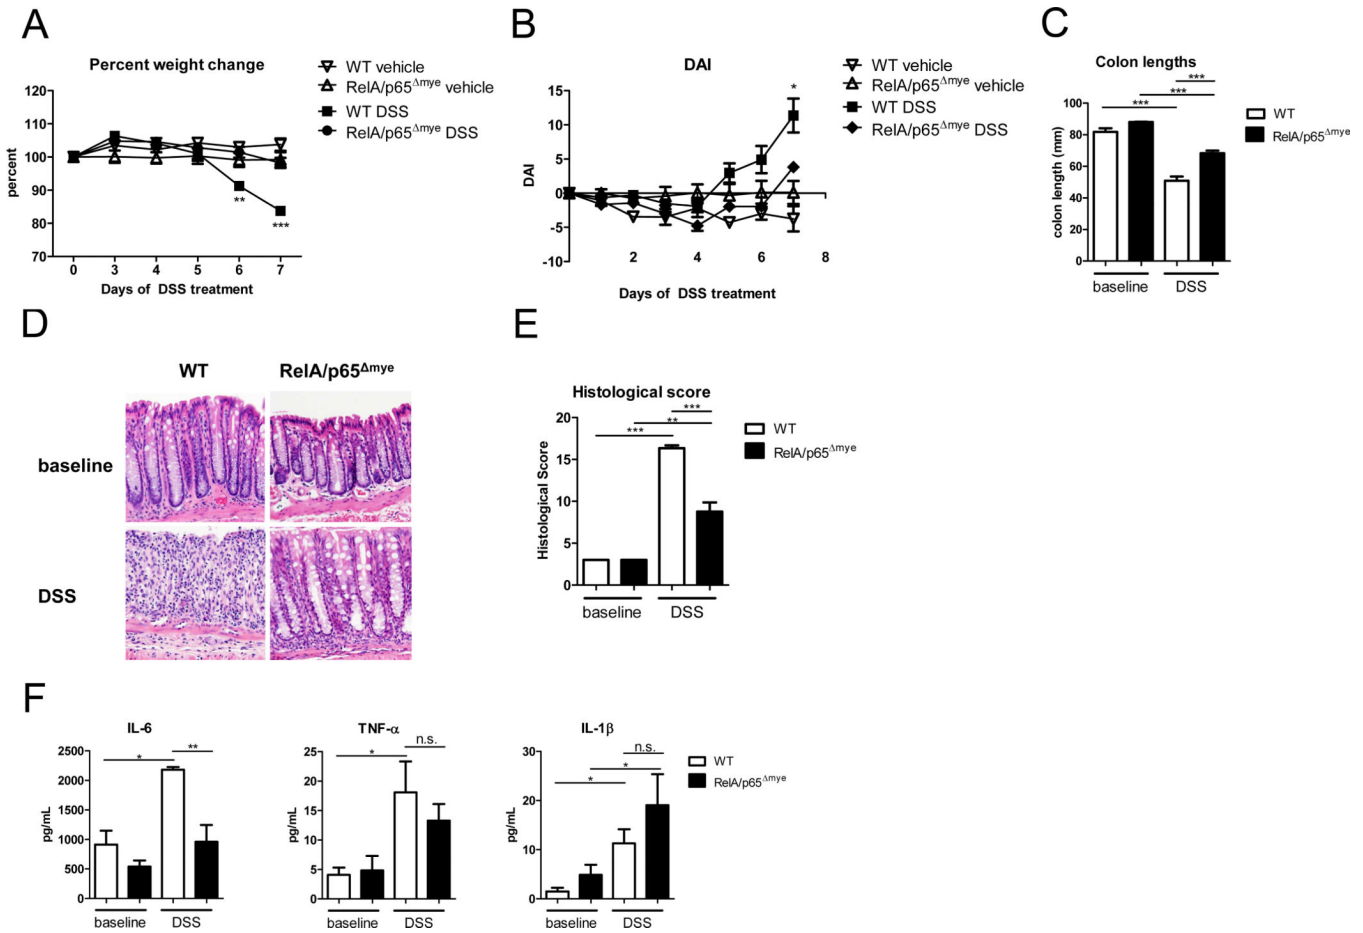 A
Percent weight change
120
110
100
90
80
70
percent
0 3 4 5 6 7
Days of DSS treatment
**
***
WT vehicle
RelA/p65Δmye vehicle
WT DSS
RelA/p65Δmye DSS
B
DAI
15
10
5
0
-5
-10
DAI
2 4 6 8
Days of DSS treatment
*
WT vehicle
RelA/p65Δmye vehicle
WT DSS
RelA/p65Δmye DSS
C
Colon lengths
***
***
***
100
80
60
40
20
0
colon length (mm)
baseline DSS
WT
RelA/p65Δmye
D
WT RelA/p65Δmye
baseline
DSS
E
Histological score
***
**
***
20
15
10
5
0
Histological Score
baseline DSS
WT
RelA/p65Δmye
F
IL-6
* **
2500
2000
1500
1000
500
0
pg/mL
baseline DSS
TNF-α
* n.s.
25
20
15
10
5
0
pg/mL
baseline DSS
IL-1β
n.s.
*
*
30
20
10
0
pg/mL
baseline DSS
WT
RelA/p65Δmye